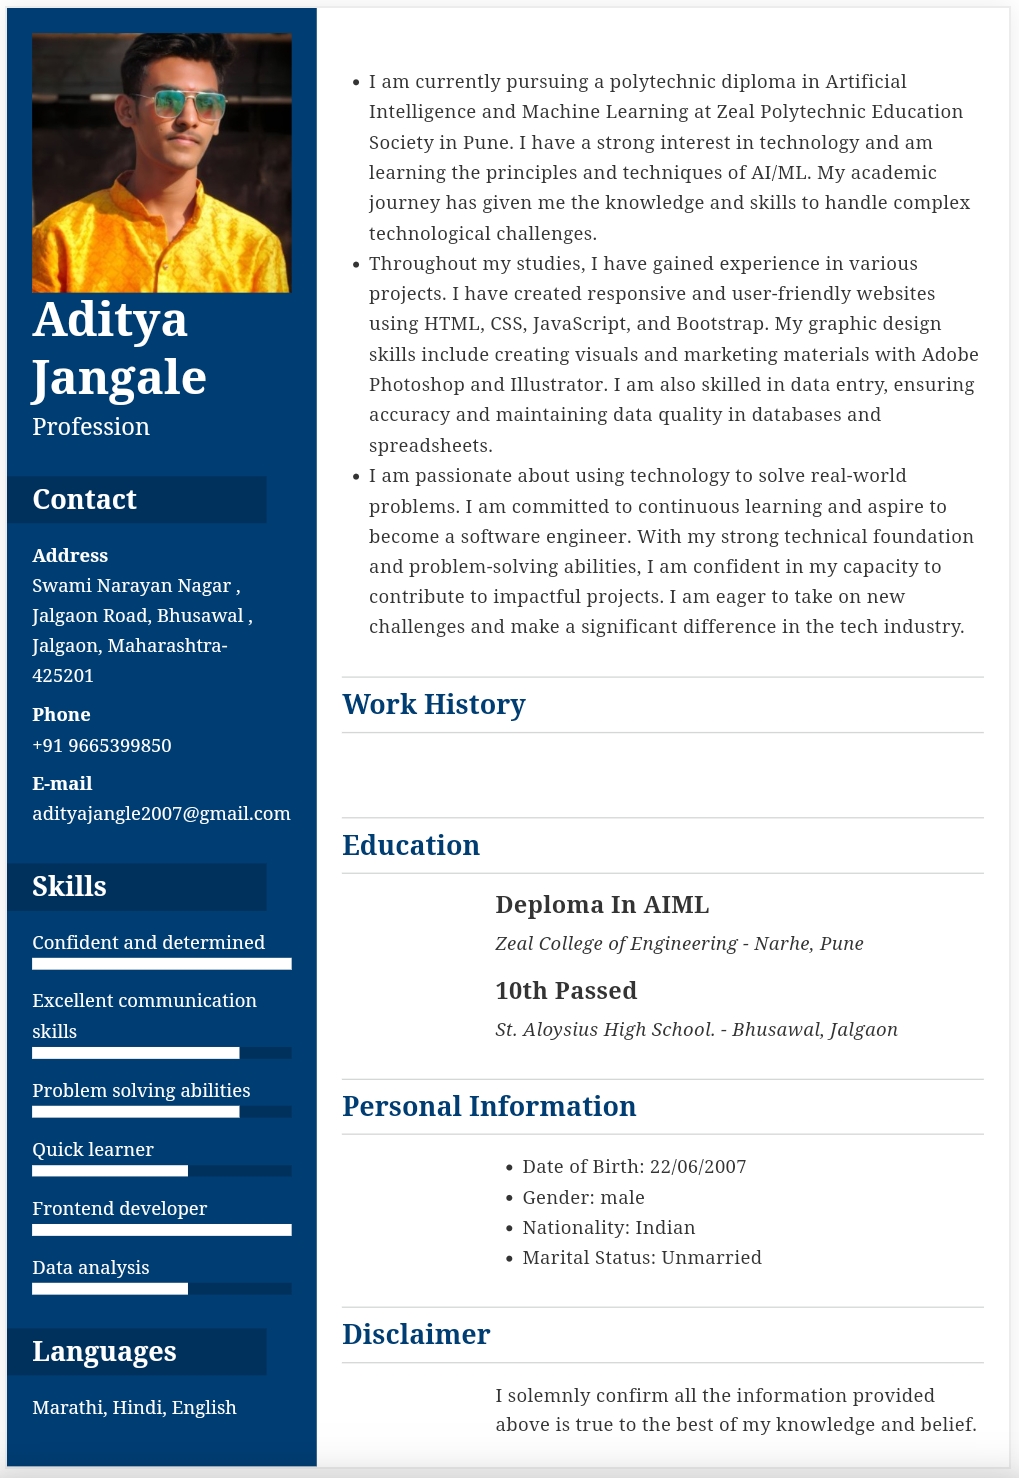 Aditya
Jangale
Profession
Contact
Address
Swami Narayan Nagar ,
Jalgaon Road, Bhusawal ,
Jalgaon, Maharashtra-
425201
Phone
+91 9665399850
E-mail
adityajangle2007@gmail.com
Skills
Confident and determined
Excellent communication
skills
Problem solving abilities
Quick learner
Frontend developer
Data analysis
Languages
Marathi, Hindi, English
• I am currently pursuing a polytechnic diploma in Artificial
Intelligence and Machine Learning at Zeal Polytechnic Education
Society in Pune. I have a strong interest in technology and am
learning the principles and techniques of AI/ML. My academic
journey has given me the knowledge and skills to handle complex
technological challenges.
• Throughout my studies, I have gained experience in various
projects. I have created responsive and user-friendly websites
using HTML, CSS, JavaScript, and Bootstrap. My graphic design
skills include creating visuals and marketing materials with Adobe
Photoshop and Illustrator. I am also skilled in data entry, ensuring
accuracy and maintaining data quality in databases and
spreadsheets.
• I am passionate about using technology to solve real-world
problems. I am committed to continuous learning and aspire to
become a software engineer. With my strong technical foundation
and problem-solving abilities, I am confident in my capacity to
contribute to impactful projects. I am eager to take on new
challenges and make a significant difference in the tech industry.
Work History
Education
Deploma In AIML
Zeal College of Engineering - Narhe, Pune
10th Passed
St. Aloysius High School. - Bhusawal, Jalgaon
Personal Information
• Date of Birth: 22/06/2007
• Gender: male
• Nationality: Indian
• Marital Status: Unmarried
Disclaimer
I solemnly confirm all the information provided
above is true to the best of my knowledge and belief.